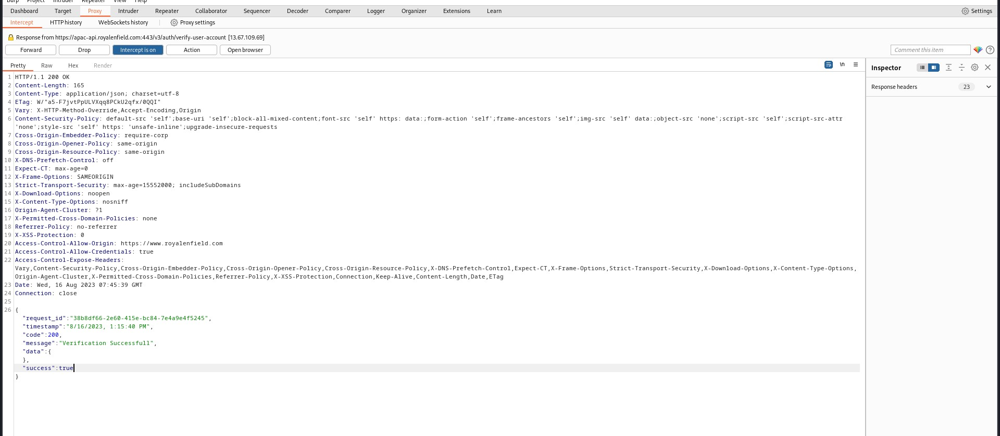 Burp Project Intruder Repeater View Help
Dashboard Target Proxy Intruder Repeater Collaborator Sequencer Decoder Comparer Logger Organizer Extensions Learn Settings
Intercept HTTP history WebSockets history Proxy settings
Response from https://apac-api.royalenfield.com:443/v3/auth/verify-user-account [13.67.109.69]
Forward Drop Intercept is on Action Open browser Comment this item ?
Pretty Raw Hex Render \n
Inspector
Response headers 23
1 HTTP/1.1 200 OK
2 Content-Length: 165
3 Content-Type: application/json; charset=utf-8
4 ETag: W/"a5-F7jvtPpULVXqq8PCkU2qfx/0QQI"
5 Vary: X-HTTP-Method-Override,Accept-Encoding,Origin
6 Content-Security-Policy: default-src 'self';base-uri 'self';block-all-mixed-content;font-src 'self' https: data:;form-action 'self';frame-ancestors 'self';img-src 'self' data:;object-src 'none';script-src 'self';script-src-attr
'none';style-src 'self' https: 'unsafe-inline';upgrade-insecure-requests
7 Cross-Origin-Embedder-Policy: require-corp
8 Cross-Origin-Opener-Policy: same-origin
9 Cross-Origin-Resource-Policy: same-origin
10 X-DNS-Prefetch-Control: off
11 Expect-CT: max-age=0
12 X-Frame-Options: SAMEORIGIN
13 Strict-Transport-Security: max-age=15552000; includeSubDomains
14 X-Download-Options: noopen
15 X-Content-Type-Options: nosniff
16 Origin-Agent-Cluster: ?1
17 X-Permitted-Cross-Domain-Policies: none
18 Referrer-Policy: no-referrer
19 X-XSS-Protection: 0
20 Access-Control-Allow-Origin: https://www.royalenfield.com
21 Access-Control-Allow-Credentials: true
22 Access-Control-Expose-Headers:
Vary,Content-Security-Policy,Cross-Origin-Embedder-Policy,Cross-Origin-Opener-Policy,Cross-Origin-Resource-Policy,X-DNS-Prefetch-Control,Expect-CT,X-Frame-Options,Strict-Transport-Security,X-Download-Options,X-Content-Type-Options,
Origin-Agent-Cluster,X-Permitted-Cross-Domain-Policies,Referrer-Policy,X-XSS-Protection,Connection,Keep-Alive,Content-Length,Date,ETag
23 Date: Wed, 16 Aug 2023 07:45:39 GMT
24 Connection: close
25
26 {
"request_id":"38b8df66-2e60-415e-bc84-7e4a9e4f5245",
"timestamp":"8/16/2023, 1:15:40 PM",
"code":200,
"message":"Verification Successfull",
"data":{
},
"success":true
}